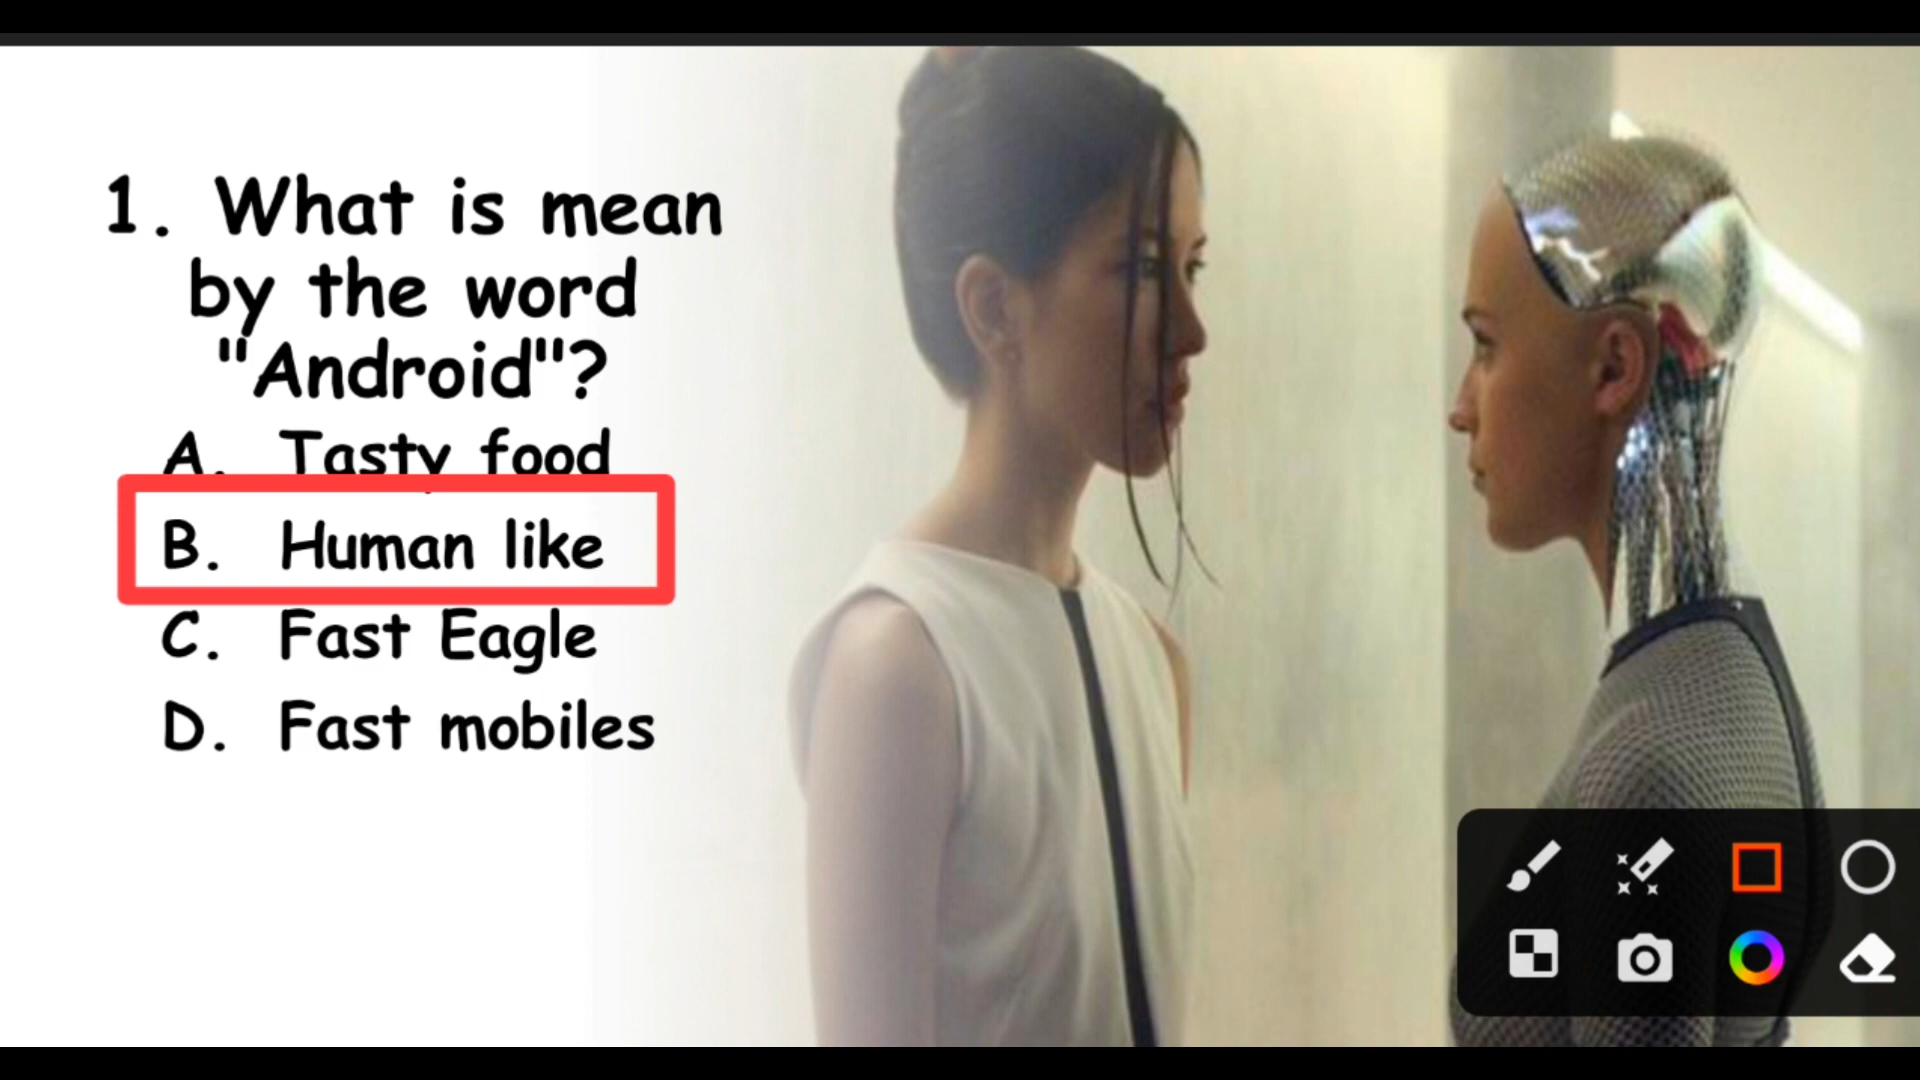 1. What is mean
by the word
"Android"?
A. Tasty food
B. Human like
C. Fast Eagle
D. Fast mobiles